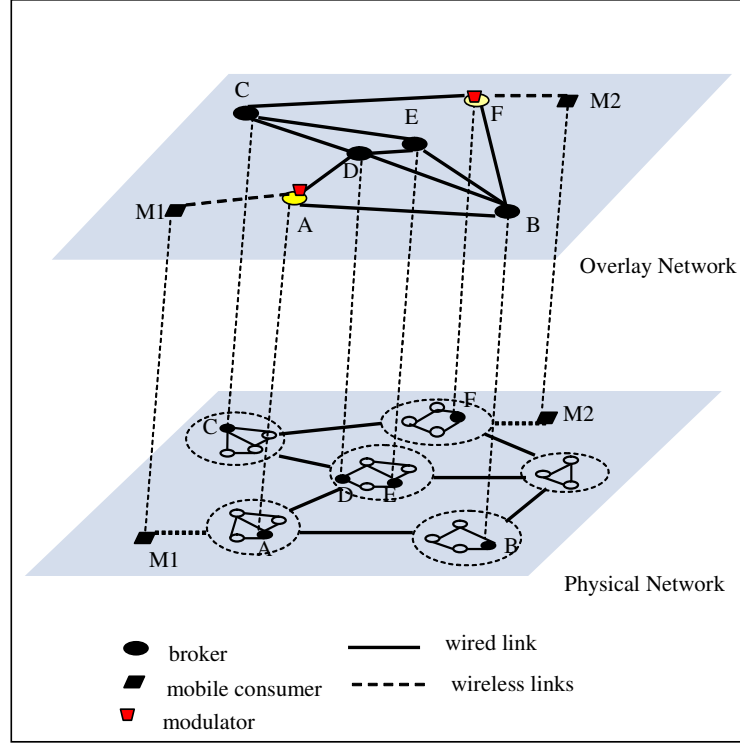 C
F
M2
E
D
M1
A
B
Overlay Network
F
M2
C
D
E
M1
A
B
Physical Network
broker
wired link
mobile consumer
wireless links
modulator